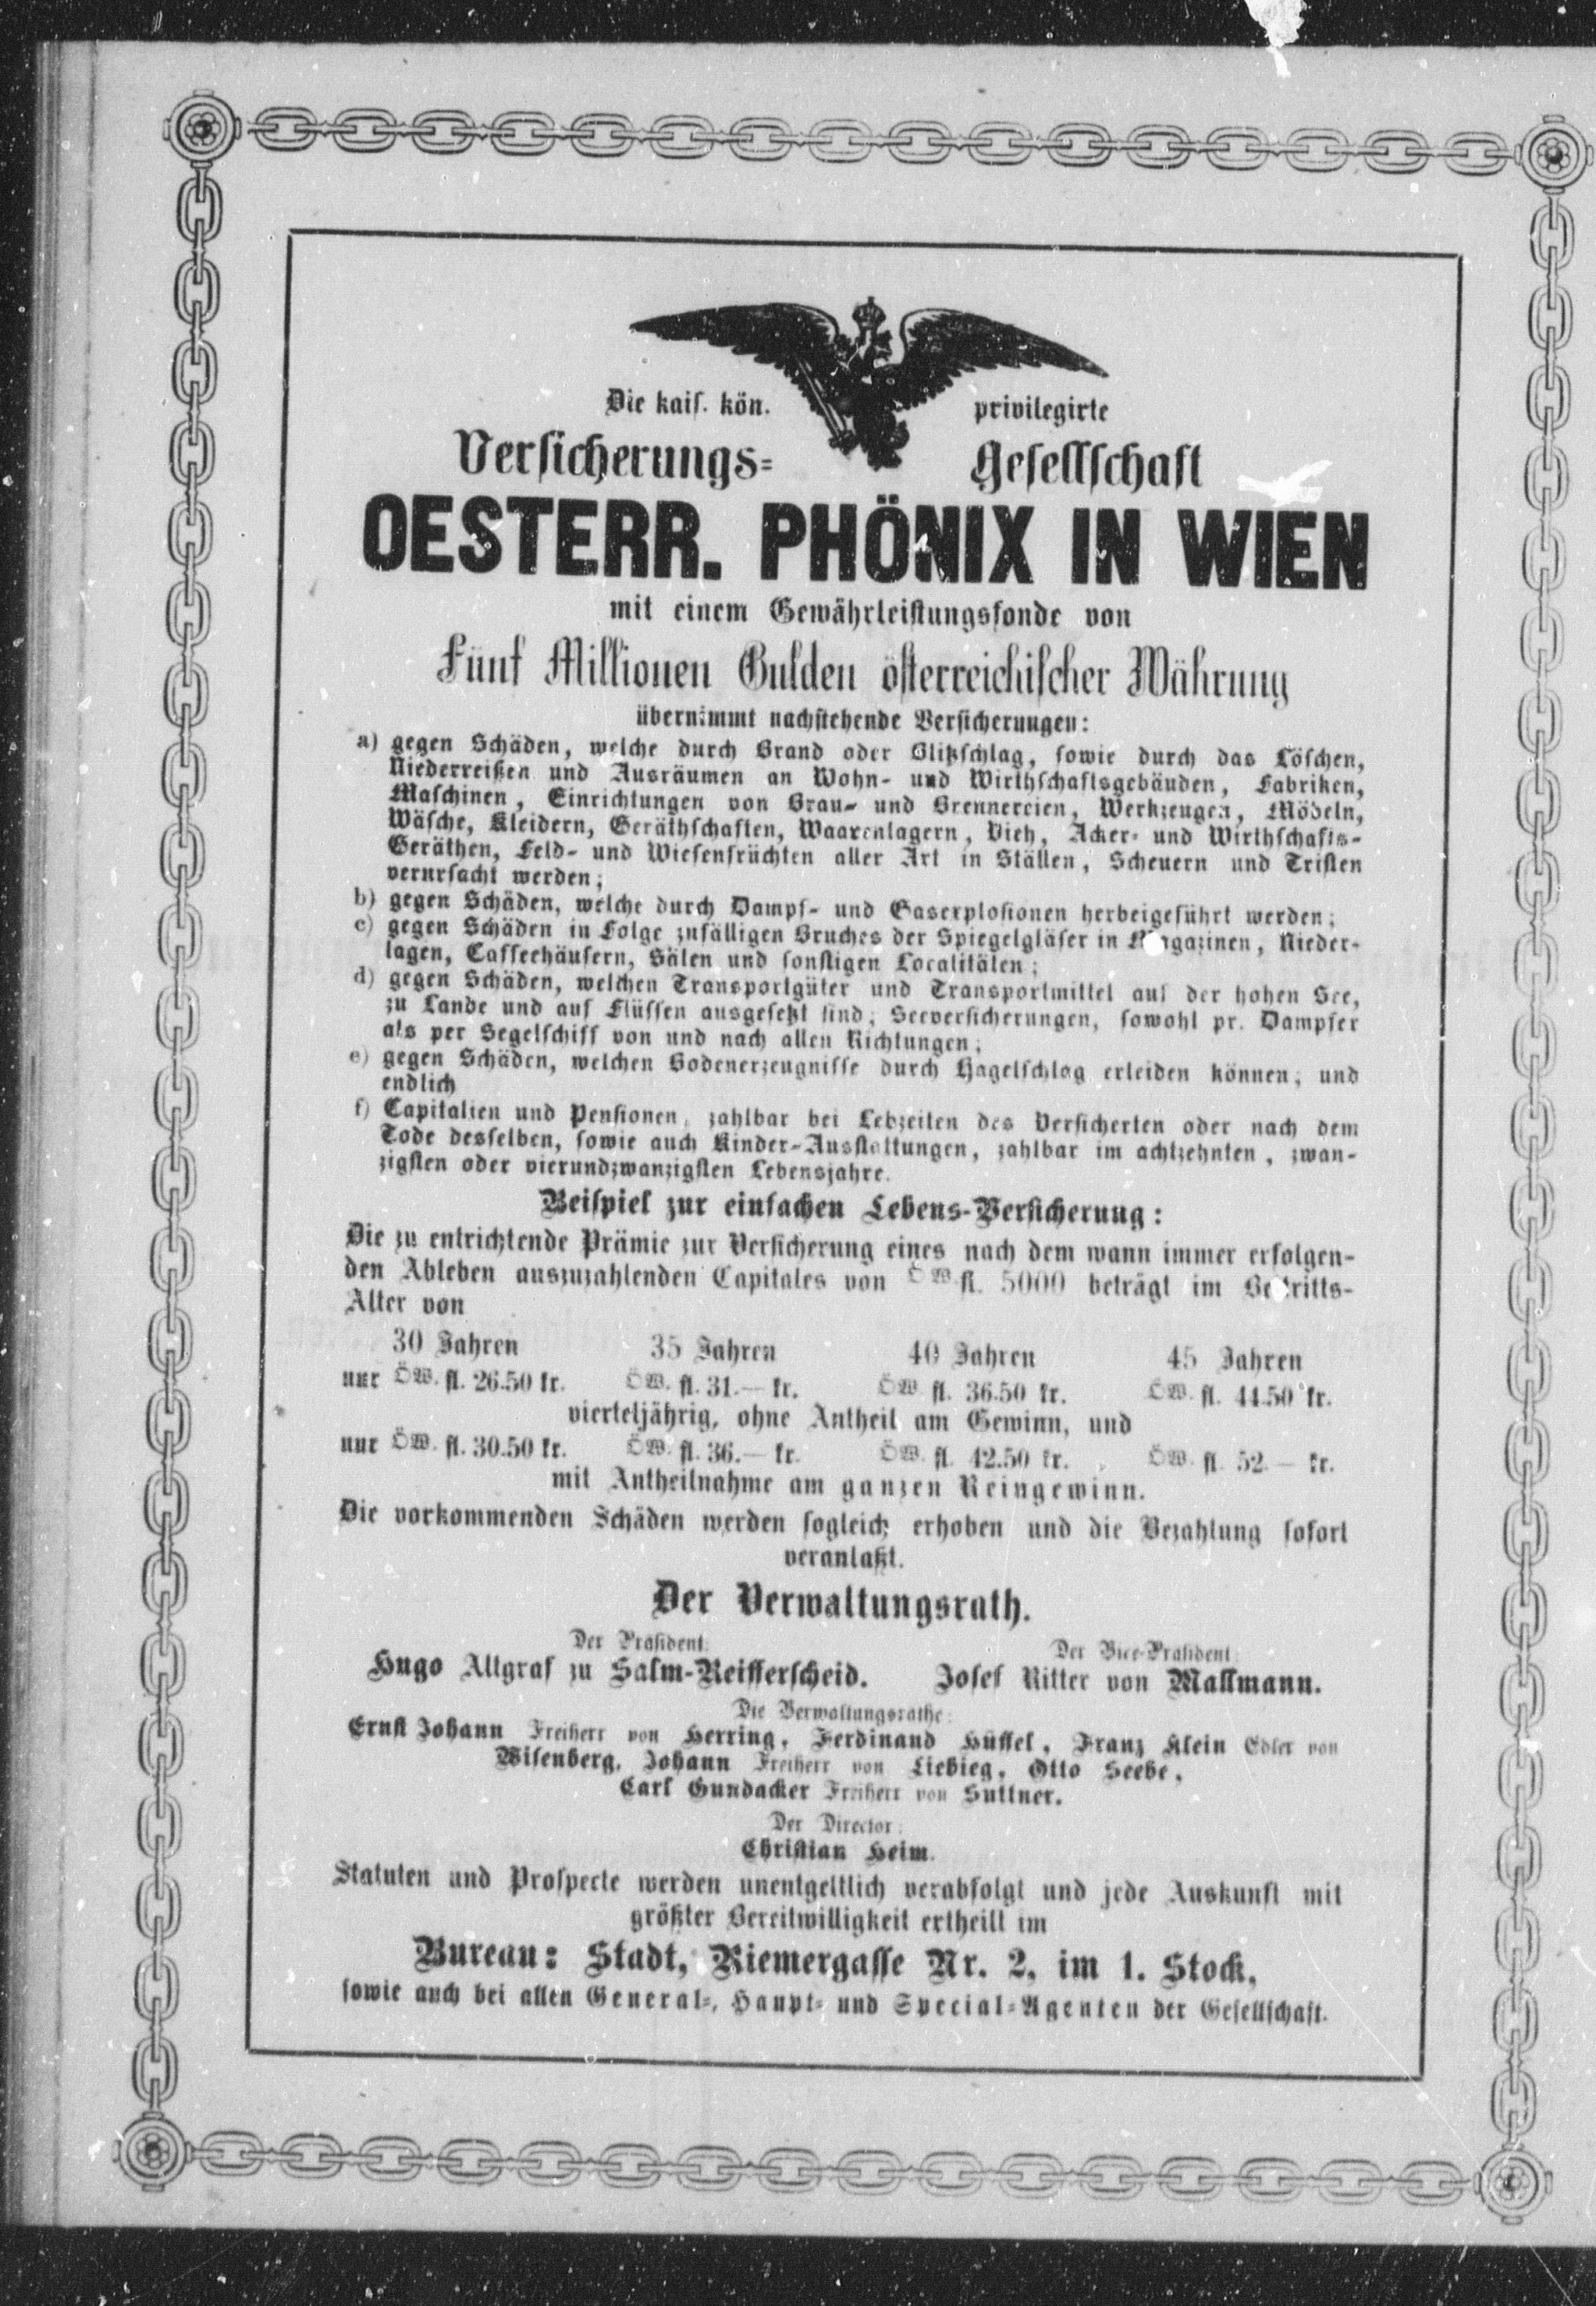 Die kais. kön. privilegirte
Versicherungs- Gesellschaft
OESTERR. PHÖNIX IN WIEN
mit einem Gewährleistungsfonde von
Fünf Millionen Gulden österreichischer Währung
übernimmt nachstehende Versicherungen:
a) gegen Schäden, welche durch Brand oder Blitzschlag, sowie durch das Löschen,
Niederreißen und Ausräumen an Wohn- und Wirthschaftsgebäuden, Fabriken,
Maschinen, Einrichtungen von Brau- und Brennereien, Werkzeugen, Möbeln,
Wäsche, Kleidern, Geräthschaften, Waarenlagern, Vieh, Acker- und Wirthschafts-
Geräthen, Feld- und Wiesenfrüchten aller Art in Ställen, Scheuern und Tristen
verursacht werden;
b) gegen Schäden, welche durch Dampf- und Gasexplosionen herbeigeführt werden;
c) gegen Schäden in Folge zufälligen Bruches der Spiegelgläser in Magazinen, Nieder-
lagen, Caffeehäusern, Sälen und sonstigen Localitäten;
d) gegen Schäden, welchen Transportgüter und Transportmittel auf der hohen See,
zu Lande und auf Flüssen ausgesetzt sind; Seeversicherungen, sowohl pr. Dampfer
als per Segelschiff von und nach allen Richtungen;
e) gegen Schäden, welchen Bodenerzeugnisse durch Hagelschlag erleiden können; und
endlich
f) Capitalien und Pensionen, zahlbar bei Lebzeiten des Versicherten oder nach dem
Tode desselben, sowie auch Kinder-Ausstattungen, zahlbar im achtzehnten, zwan-
zigsten oder vierundzwanzigsten Lebensjahre.
Beispiel zur einfachen Lebens-Versicherung:
Die zu entrichtende Prämie zur Versicherung eines nach dem wann immer erfolgen-
den Ableben auszuzahlenden Capitales von ÖW. fl. 5000 beträgt im Beitritts-
Alter von
30 Jahren 35 Jahren 40 Jahren 45 Jahren
nur ÖW. fl. 26.50 kr. ÖW. fl. 31.— kr. ÖW. fl. 36.50 kr. ÖW. fl. 44.50 kr.
vierteljährig, ohne Antheil am Gewinn, und
nur ÖW. fl. 30.50 kr. ÖW. fl. 36.— kr. ÖW. fl. 42.50 kr. ÖW. fl. 52.— kr.
mit Antheilnahme am ganzen Reingewinn.
Die vorkommenden Schäden werden sogleich erhoben und die Bezahlung sofort
veranlaßt.
Der Verwaltungsrath.
Der Präsident: Der Vice-Präsident:
Hugo Altgraf zu Salm-Reifferscheid. Josef Ritter von Mallmann.
Die Verwaltungsräthe:
Ernst Johann Freiherr von Herring, Ferdinand Hüffel, Franz Klein Edler von
Wisenberg, Johann Freiherr von Liebieg, Otto Seebe,
Carl Gundacker Freiherr von Suttner.
Der Director:
Christian Heim.
Statuten und Prospecte werden unentgeltlich verabfolgt und jede Auskunft mit
größter Bereitwilligkeit ertheilt im
Bureau: Stadt, Riemergasse Nr. 2, im 1. Stock,
sowie auch bei allen General-, Haupt- und Special-Agenten der Gesellschaft.